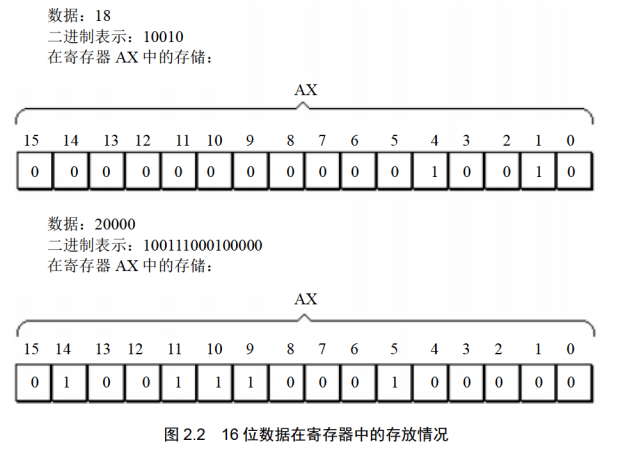 数据：18
二进制表示：10010
在寄存器 AX 中的存储：
AX
15 14 13 12 11 10 9 8 7 6 5 4 3 2 1 0
0 0 0 0 0 0 0 0 0 0 0 1 0 0 1 0
数据：20000
二进制表示：100111000100000
在寄存器 AX 中的存储：
AX
15 14 13 12 11 10 9 8 7 6 5 4 3 2 1 0
0 1 0 0 1 1 1 0 0 0 1 0 0 0 0 0
图 2.2 16 位数据在寄存器中的存放情况